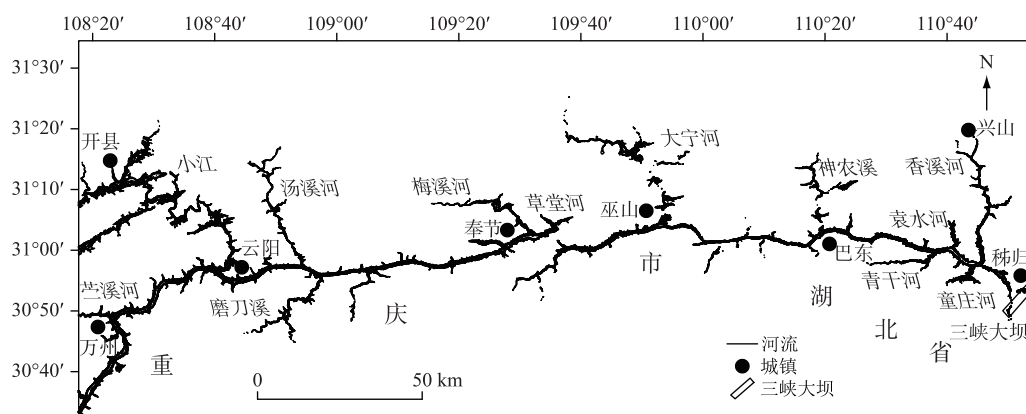 108°20′ 108°40′ 109°00′ 109°20′ 109°40′ 110°00′ 110°20′ 110°40′
31°30′
31°20′
31°10′
31°00′
30°50′
30°40′
N
开县
兴山
大宁河
小江
神农溪
香溪河
汤溪河
梅溪河
草堂河
巫山
奉节
袁水河
云阳
巴东
秭归
市
青干河
苎溪河
磨刀溪
童庄河
湖
庆
北
三峡大坝
万州
重
省
河流
城镇
三峡大坝
0 50 km